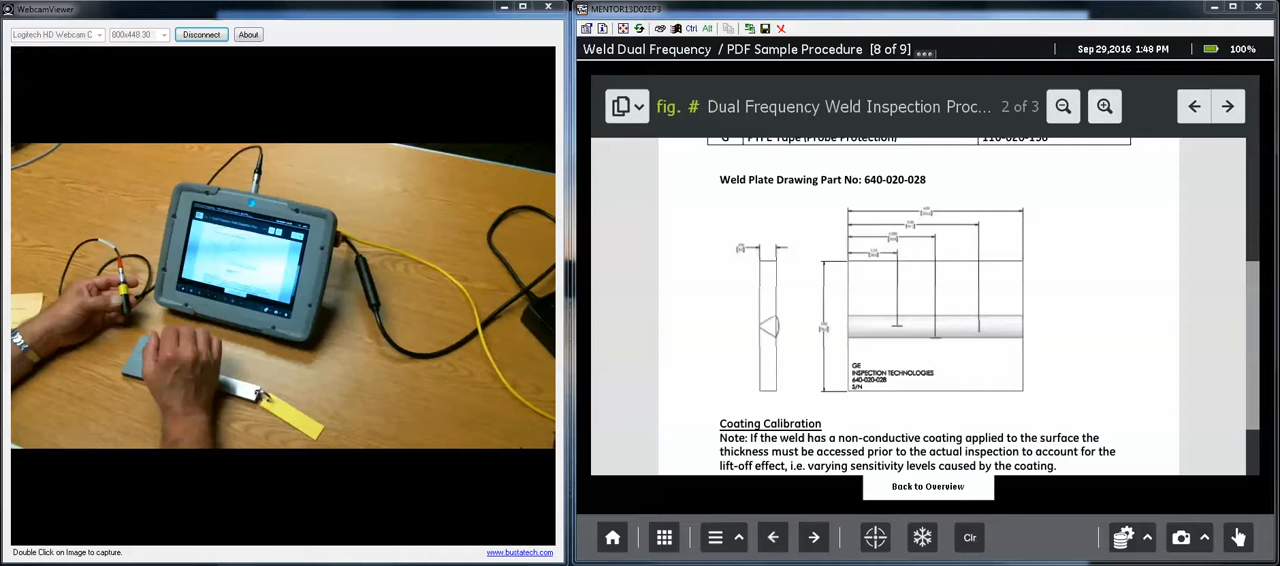 WebcamViewer
Logitech HD Webcam C
800x448 30
Disconnect
About
Double Click on Image to capture.
www.bustatech.com
MENTOR13D02EP3
Ctrl Alt
Weld Dual Frequency / PDF Sample Procedure [8 of 9]
Sep 29,2016 1:48 PM
100%
fig. # Dual Frequency Weld Inspection Proc... 2 of 3
G PTFE Tape (Probe Protection) 110-020-150
Weld Plate Drawing Part No: 640-020-028
GE
INSPECTION TECHNOLOGIES
640-020-028
S/N
Coating Calibration
Note: If the weld has a non-conductive coating applied to the surface the
thickness must be accessed prior to the actual inspection to account for the
lift-off effect, i.e. varying sensitivity levels caused by the coating.
Back to Overview
Clr